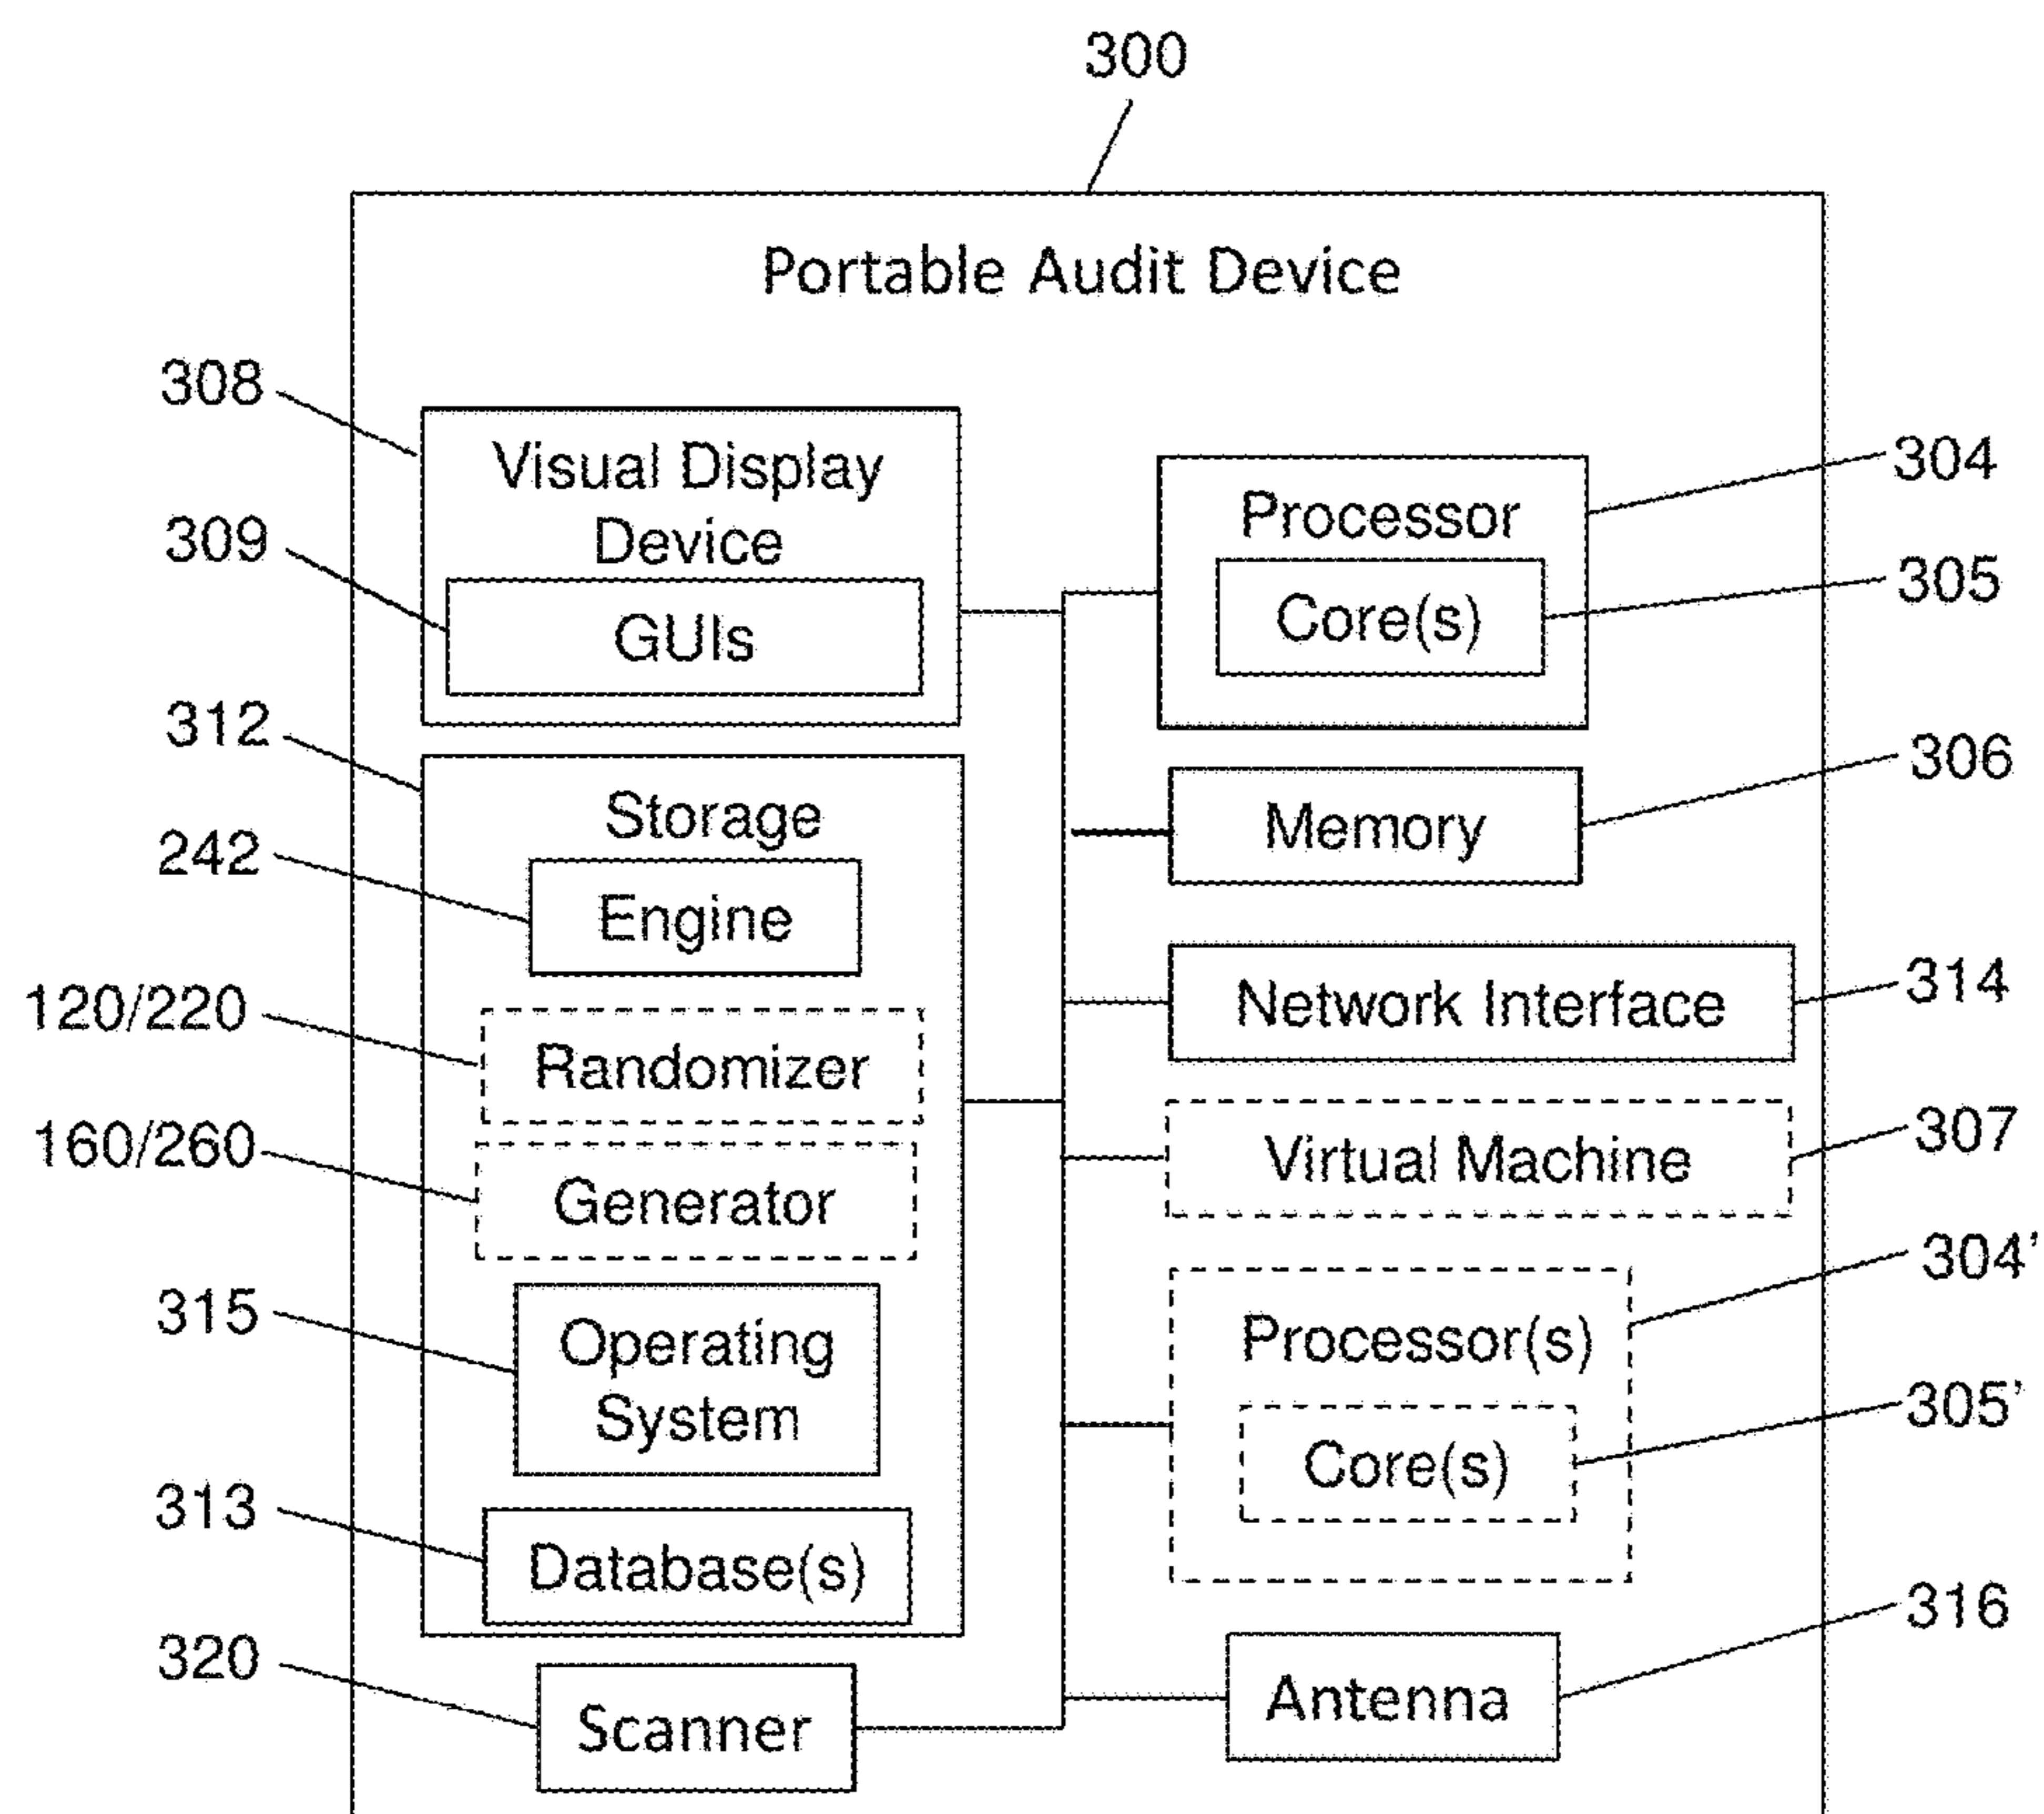 300
Portable Audit Device
308
Visual Display
Device
309
GUIs
304
Processor
305
Core(s)
312
Storage
306
Memory
242
Engine
314
Network Interface
120/220
Randomizer
307
Virtual Machine
160/260
Generator
304'
Processor(s)
315
Operating
System
305'
Core(s)
313
Database(s)
316
Antenna
320
Scanner